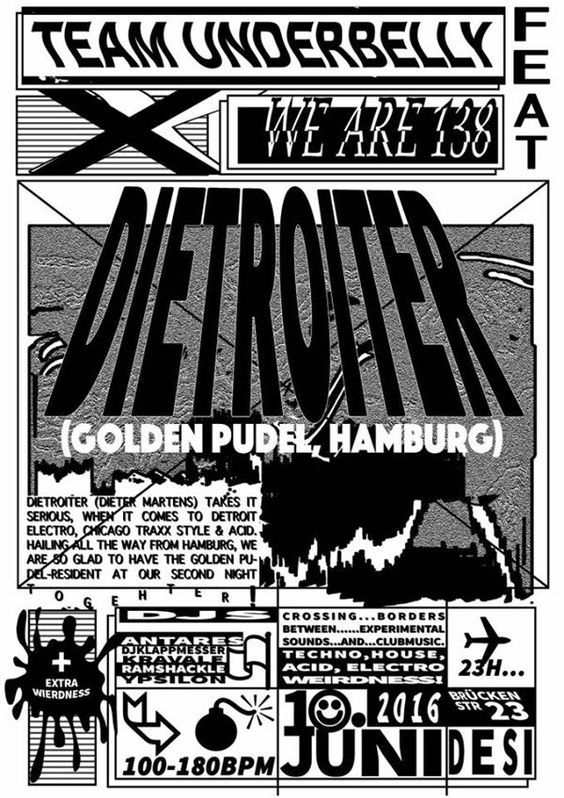 TEAM UNDERBELLY
FEAT
X
WE ARE 138
DIETROITER
(GOLDEN PUDEL, HAMBURG)
DIETROITER (DIETER MARTENS) TAKES IT
SERIOUS, WHEN IT COMES TO DETROIT
ELECTRO, CHICAGO TRAXX STYLE & ACID.
HAILING ALL THE WAY FROM HAMBURG, WE
ARE SO GLAD TO HAVE THE GOLDEN PU-
DEL-RESIDENT AT OUR SECOND NIGHT
TOGEHTER!
DJS
ANTARES
DJKLAPPMESSER
KRAVALE
RAMSHACKLE
YPSILON
CROSSING...BORDERS
BETWEEN......EXPERIMENTAL
SOUNDS..AND...CLUBMUSIC.
TECHNO,HOUSE,
ACID, ELECTRO
WEIRDNESS!
23H...
+
EXTRA
WIERDNESS
100-180BPM
10. 2016
JUNI
BRÜCKEN
STR 23
DESI